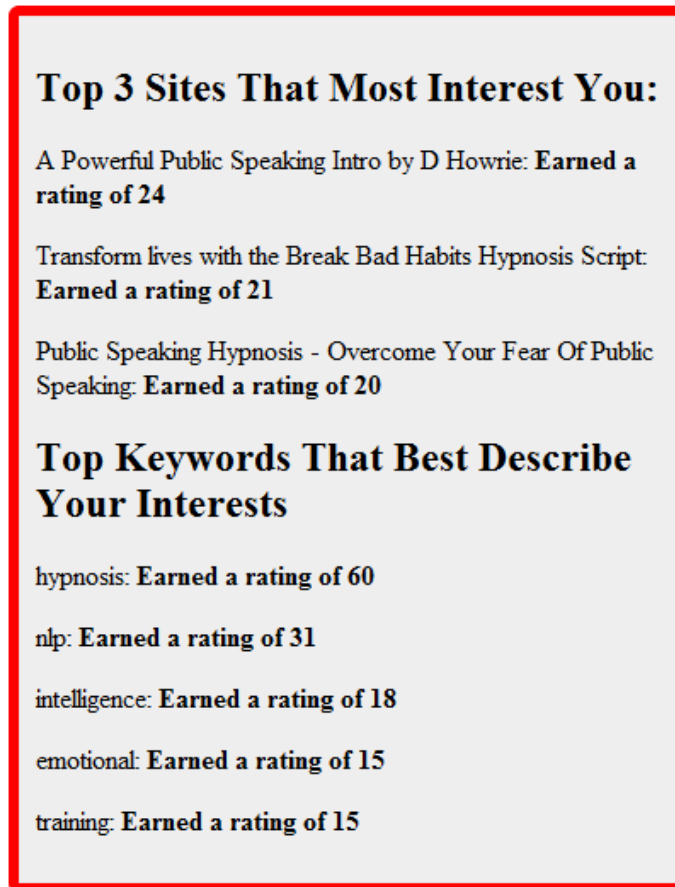 Top 3 Sites That Most Interest You:
A Powerful Public Speaking Intro by D Howrie: Earned a
rating of 24
Transform lives with the Break Bad Habits Hypnosis Script:
Earned a rating of 21
Public Speaking Hypnosis - Overcome Your Fear Of Public
Speaking: Earned a rating of 20
Top Keywords That Best Describe
Your Interests
hypnosis: Earned a rating of 60
nlp: Earned a rating of 31
intelligence: Earned a rating of 18
emotional: Earned a rating of 15
training: Earned a rating of 15